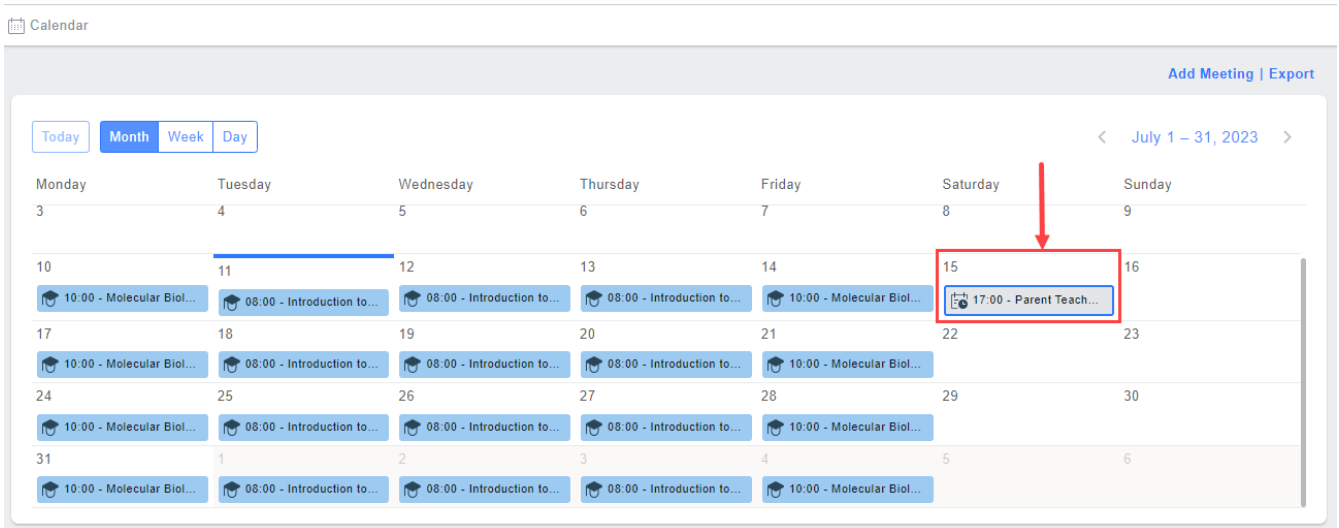 Calendar
Add Meeting | Export
Today Month Week Day July 1 – 31, 2023
Monday Tuesday Wednesday Thursday Friday Saturday Sunday
3 4 5 6 7 8 9
10 11 12 13 14 15 16
10:00 - Molecular Biol... 08:00 - Introduction to... 08:00 - Introduction to... 08:00 - Introduction to... 10:00 - Molecular Biol... 17:00 - Parent Teach...
17 18 19 20 21 22 23
10:00 - Molecular Biol... 08:00 - Introduction to... 08:00 - Introduction to... 08:00 - Introduction to... 10:00 - Molecular Biol...
24 25 26 27 28 29 30
10:00 - Molecular Biol... 08:00 - Introduction to... 08:00 - Introduction to... 08:00 - Introduction to... 10:00 - Molecular Biol...
31 1 2 3 4 5 6
10:00 - Molecular Biol... 08:00 - Introduction to... 08:00 - Introduction to... 08:00 - Introduction to... 10:00 - Molecular Biol...